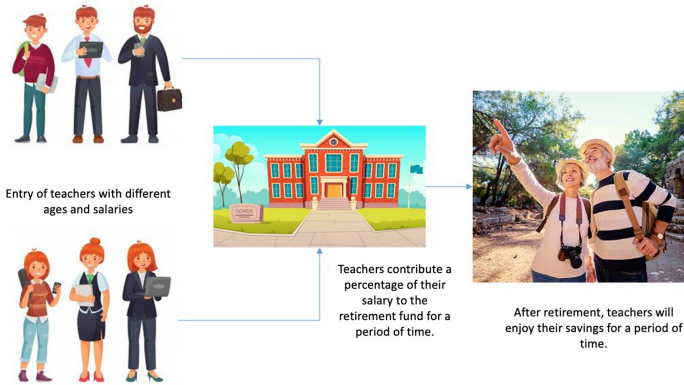 Entry of teachers with different
ages and salaries
SCHOOL
Teachers contribute a
percentage of their
salary to the
retirement fund for a
period of time.
After retirement, teachers will
enjoy their savings for a period of
time.